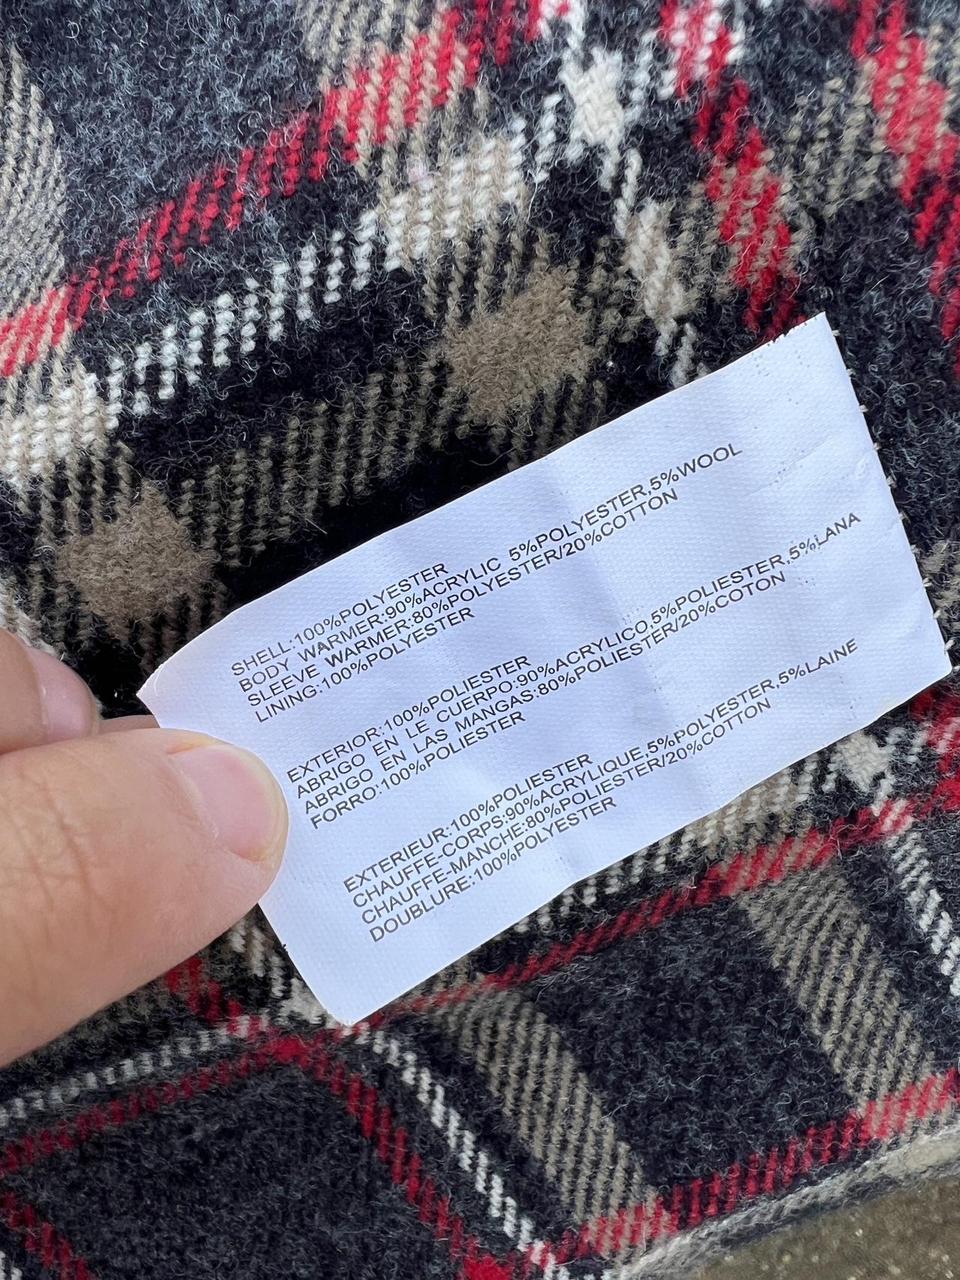 SHELL:100%POLYESTER
BODY WARMER:90%ACRYLIC 5%POLYESTER,5%WOOL
SLEEVE WARMER:80%POLYESTER/20%COTTON
LINING:100%POLYESTER
EXTERIOR:100%POLIESTER
ABRIGO EN LE CUERPO:90%ACRYLICO,5%POLIESTER,5%LANA
ABRIGO EN LAS MANGAS:80%POLIESTER/20%COTON
FORRO:100%POLIESTER
EXTERIEUR:100%POLYESTER
CHAUFFE-CORPS:90%ACRYLIQUE,5%POLYESTER,5%LAINE
CHAUFFE-MANCHE:80%POLIESTER/20%COTTON
DOUBLURE:100%POLYESTER